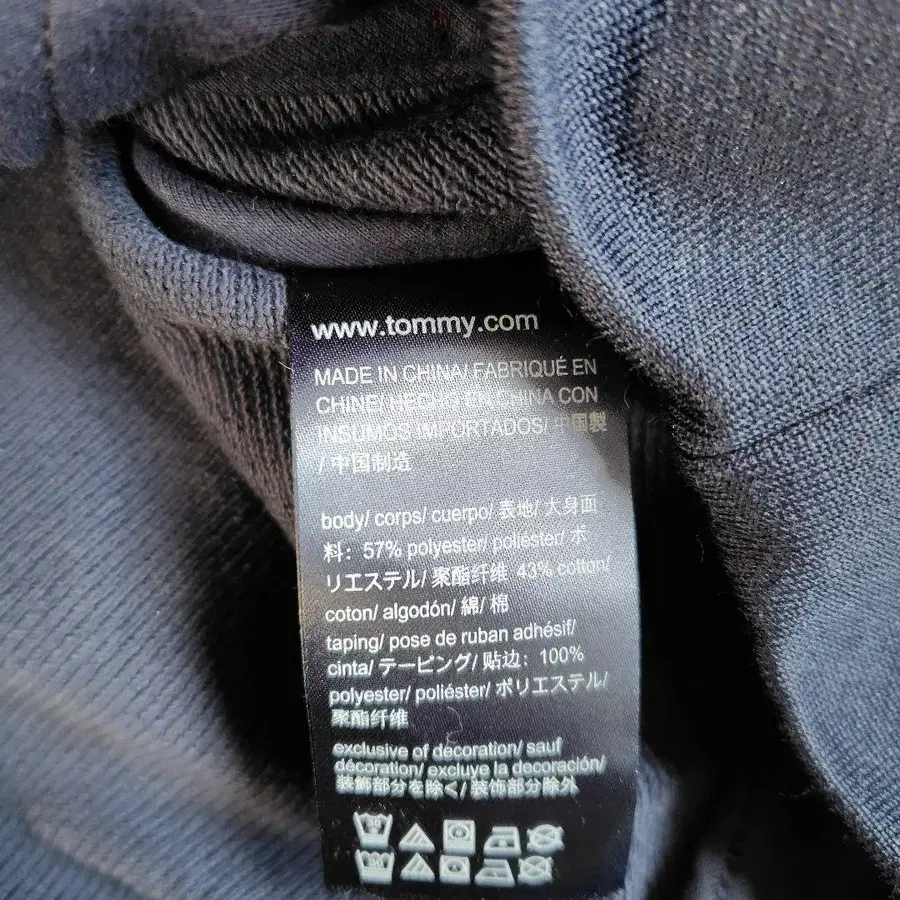 www.tommy.com
MADE IN CHINA/ FABRIQUÉ EN
CHINE/ HECHO EN CHINA CON
INSUMOS IMPORTADOS/ 中国製
/ 中国制造
body/ corps/ cuerpo/ 表地/ 大身面
料: 57% polyester/ poliéster/ ポ
リエステル/ 聚酯纤维 43% cotton/
coton/ algodón/ 綿/ 棉
taping/ pose de ruban adhésif/
cinta/ テーピング/ 贴边: 100%
polyester/ poliéster/ ポリエステル/
聚酯纤维
exclusive of decoration/ sauf
décoration/ excluye la decoración/
装飾部分を除く/ 装饰部分除外